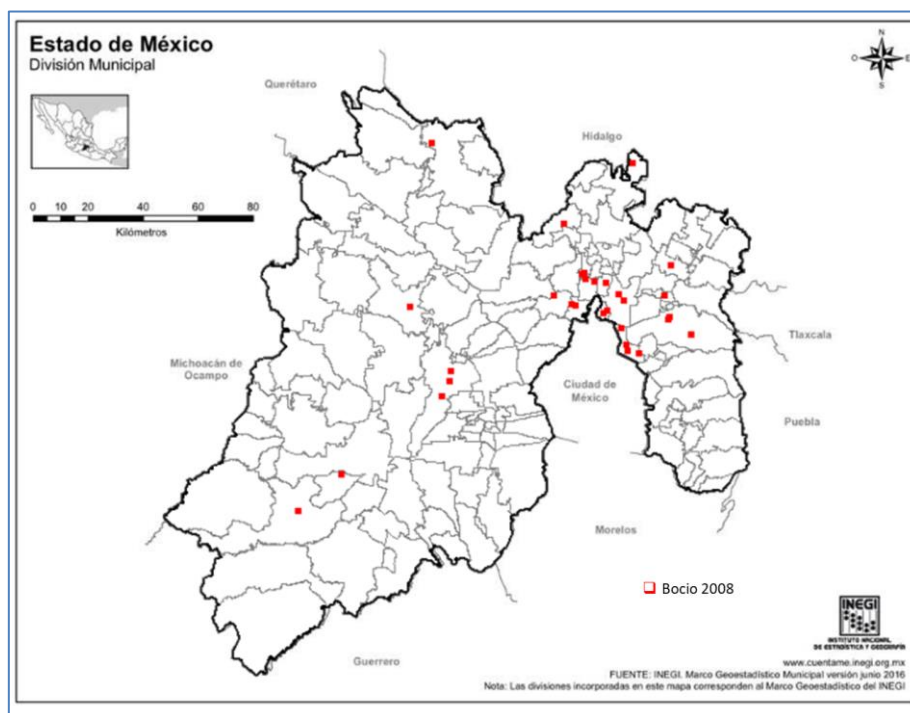 Estado de México
División Municipal
N
O
E
S
Querétaro
Hidalgo
0 10 20 40 60 80
Kilómetros
Tlaxcala
Michoacán de
Ocampo
Ciudad de
México
Puebla
Morelos
Bocio 2008
Guerrero
INEGI
INSTITUTO NACIONAL
DE ESTADÍSTICA Y GEOGRAFÍA
www.cuentame.inegi.org.mx
FUENTE: INEGI. Marco Geoestadístico Municipal versión junio 2016
Nota: Las divisiones incorporadas en este mapa corresponden al Marco Geoestadístico del INEGI